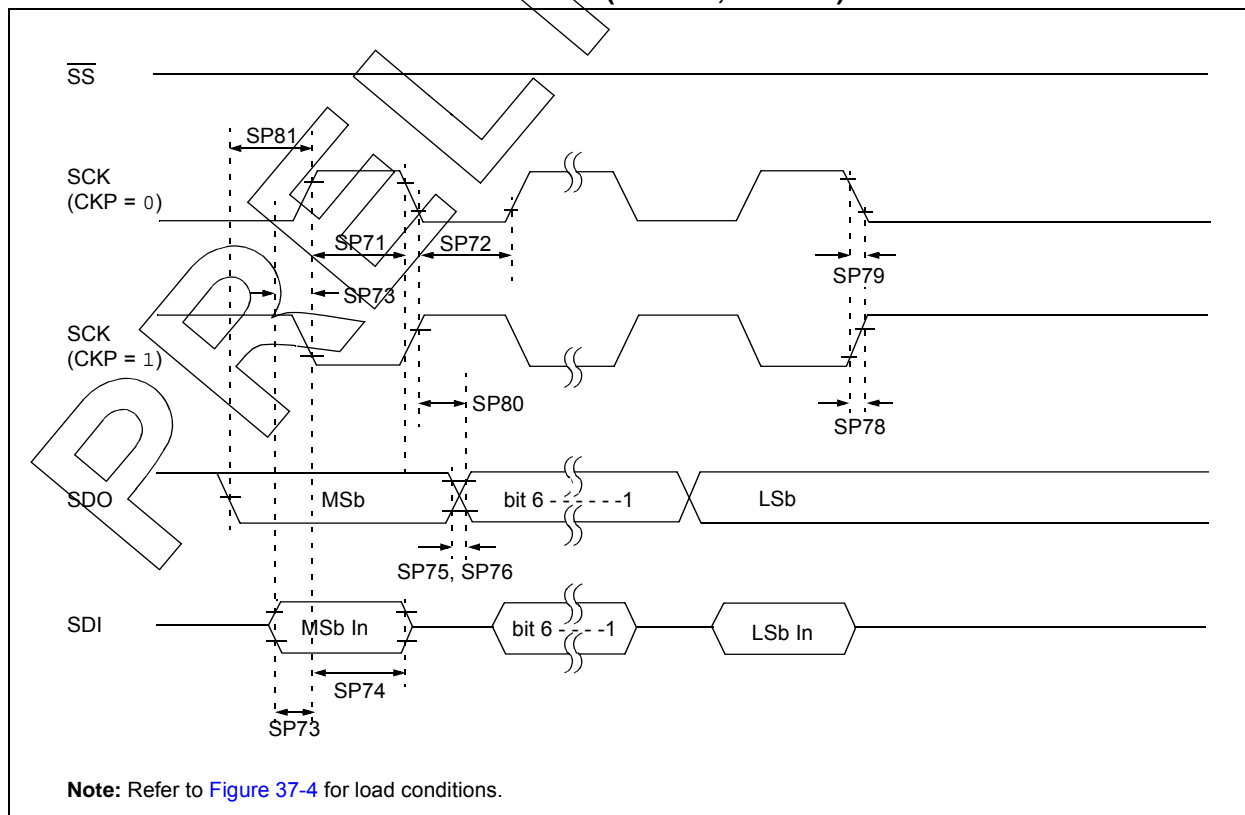 SS
SP81
SCK
(CKP = 0)
SP71
SP72
SP79
SP73
SCK
(CKP = 1)
SP80
SP78
SDO
MSb
bit 6 - - - - - - -1
LSb
SP75, SP76
SDI
MSb In
bit 6 - - - - -1
LSb In
SP74
SP73
Note: Refer to Figure 37-4 for load conditions.